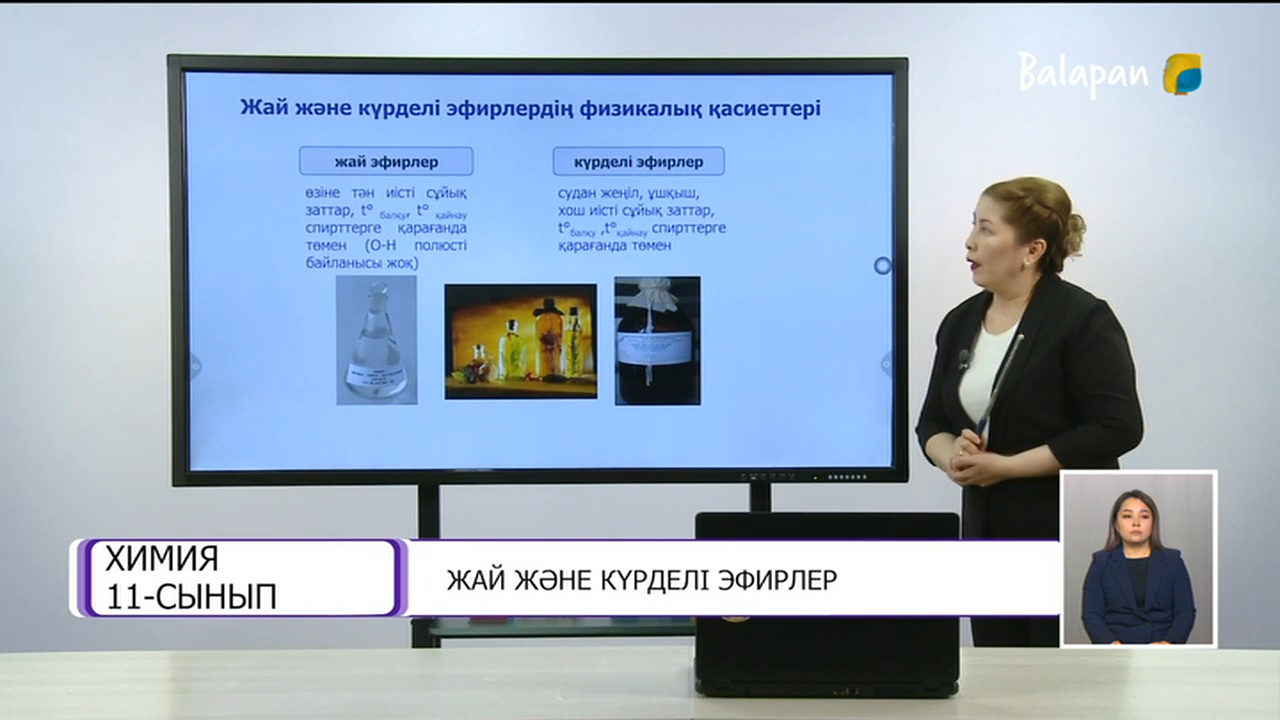 Balapan
Жай және күрделі эфирлердің физикалық қасиеттері
жай эфирлер
өзіне тән иісті сұйық
заттар, t° балқу, t° қайнау
спирттерге қарағанда
төмен (О-Н полюсті
байланысы жоқ)
күрделі эфирлер
судан жеңіл, ұшқыш,
хош иісті сұйық заттар,
t°балқу ,t°қайнау спирттерге
қарағанда төмен
ХИМИЯ
11-СЫНЫП
ЖАЙ ЖӘНЕ КҮРДЕЛІ ЭФИРЛЕР